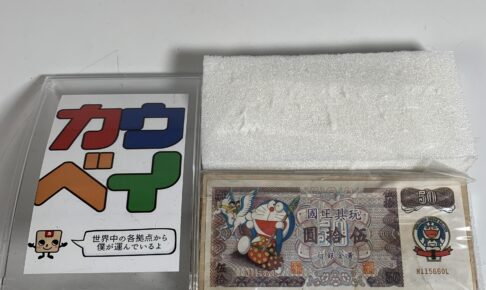 カウ
ベイ
世界中の各拠点から
僕が運んでいるよ
50
國王具玩
圓拾伍
N115660L
50